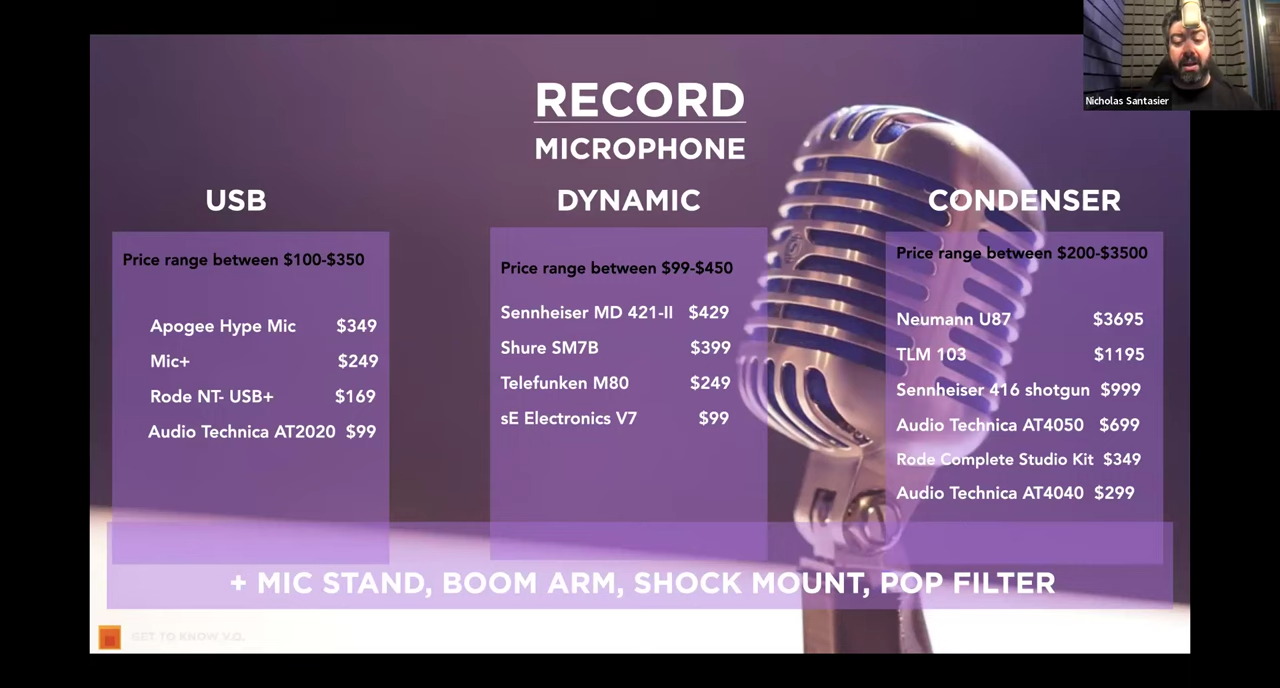 Nicholas Santasier
RECORD
MICROPHONE
USB
Price range between $100-$350
Apogee Hype Mic $349
Mic+ $249
Rode NT- USB+ $169
Audio Technica AT2020 $99
DYNAMIC
Price range between $99-$450
Sennheiser MD 421-II $429
Shure SM7B $399
Telefunken M80 $249
sE Electronics V7 $99
CONDENSER
Price range between $200-$3500
Neumann U87 $3695
TLM 103 $1195
Sennheiser 416 shotgun $999
Audio Technica AT4050 $699
Rode Complete Studio Kit $349
Audio Technica AT4040 $299
+ MIC STAND, BOOM ARM, SHOCK MOUNT, POP FILTER
GET TO KNOW V.O.